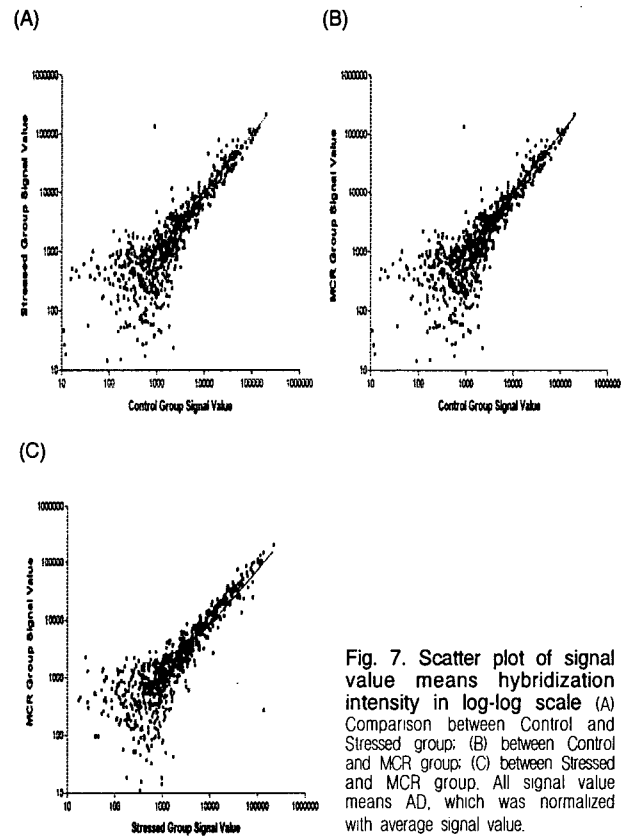 (A)
(B)
1000000
100000
10000
1000
100
10
Stressed Group Signal Value
10 100 1000 10000 100000 1000000
Control Group Signal Value
1000000
100000
10000
1000
100
10
MCR Group Signal Value
10 100 1000 10000 100000 1000000
Control Group Signal Value
(C)
1000000
100000
10000
1000
100
10
MCR Group Signal Value
10 100 1000 10000 100000 1000000
Stressed Group Signal Value
Fig. 7. Scatter plot of signal
value means hybridization
intensity in log-log scale (A)
Comparison between Control and
Stressed group; (B) between Control
and MCR group; (C) between Stressed
and MCR group. All signal value
means AD, which was normalized
with average signal value.